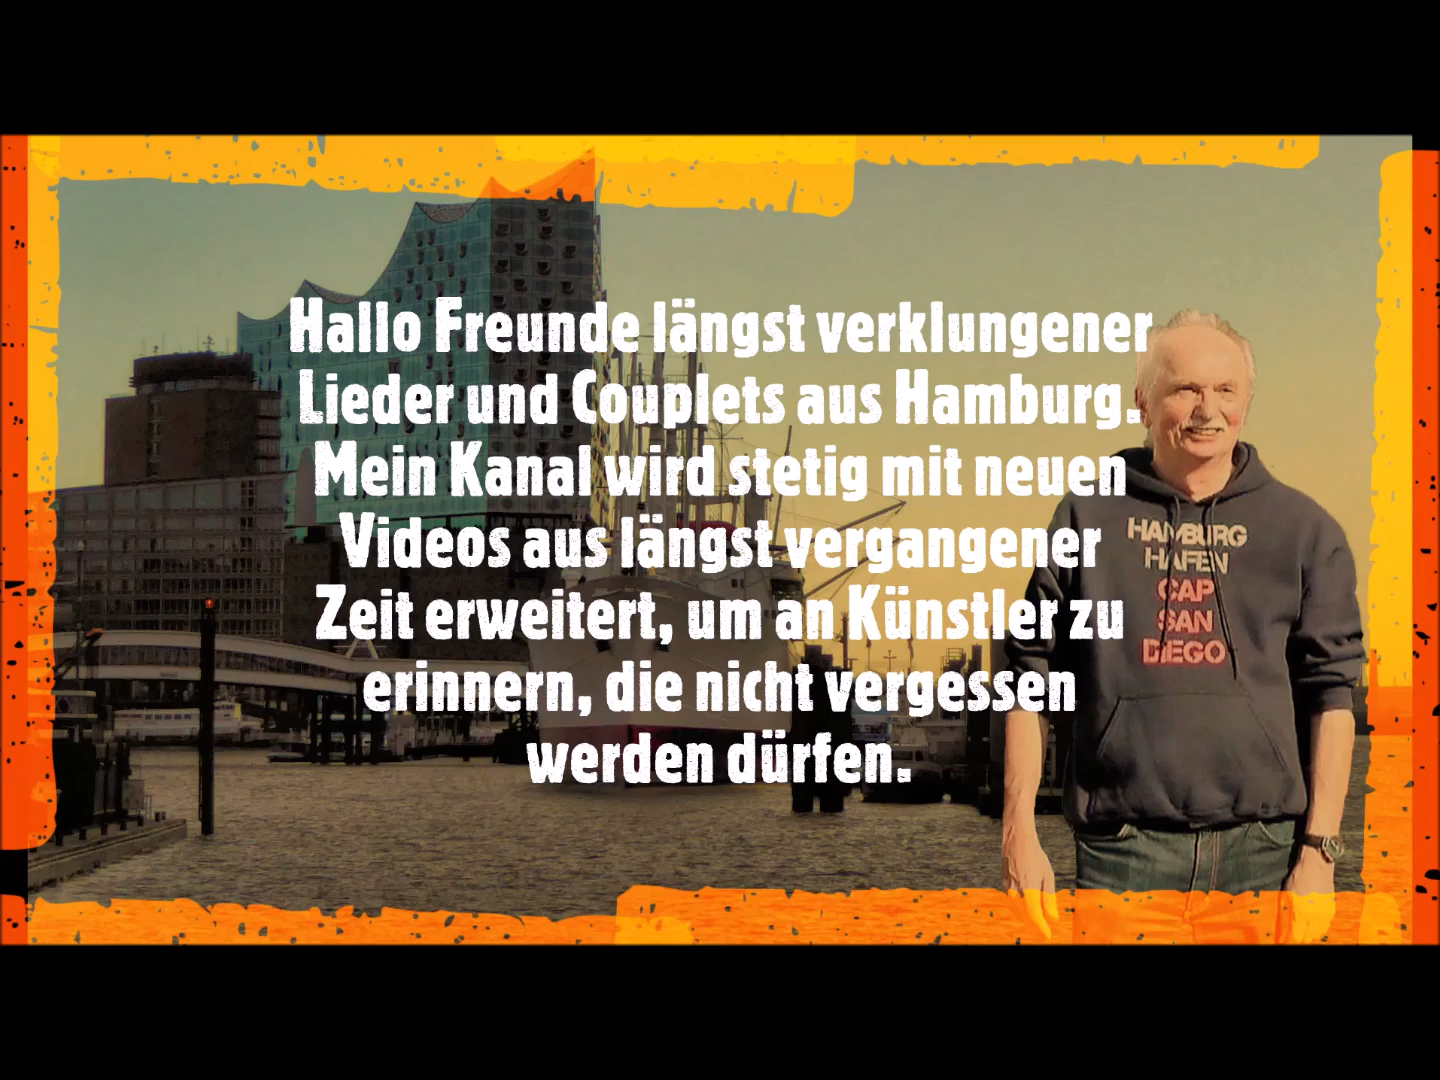 Hallo Freunde längst verklungener
Lieder und Couplets aus Hamburg.
Mein Kanal wird stetig mit neuen
Videos aus längst vergangener
Zeit erweitert, um an Künstler zu
erinnern, die nicht vergessen
werden dürfen.
HAMBURG
HAFEN
CAP
SAN
DIEGO